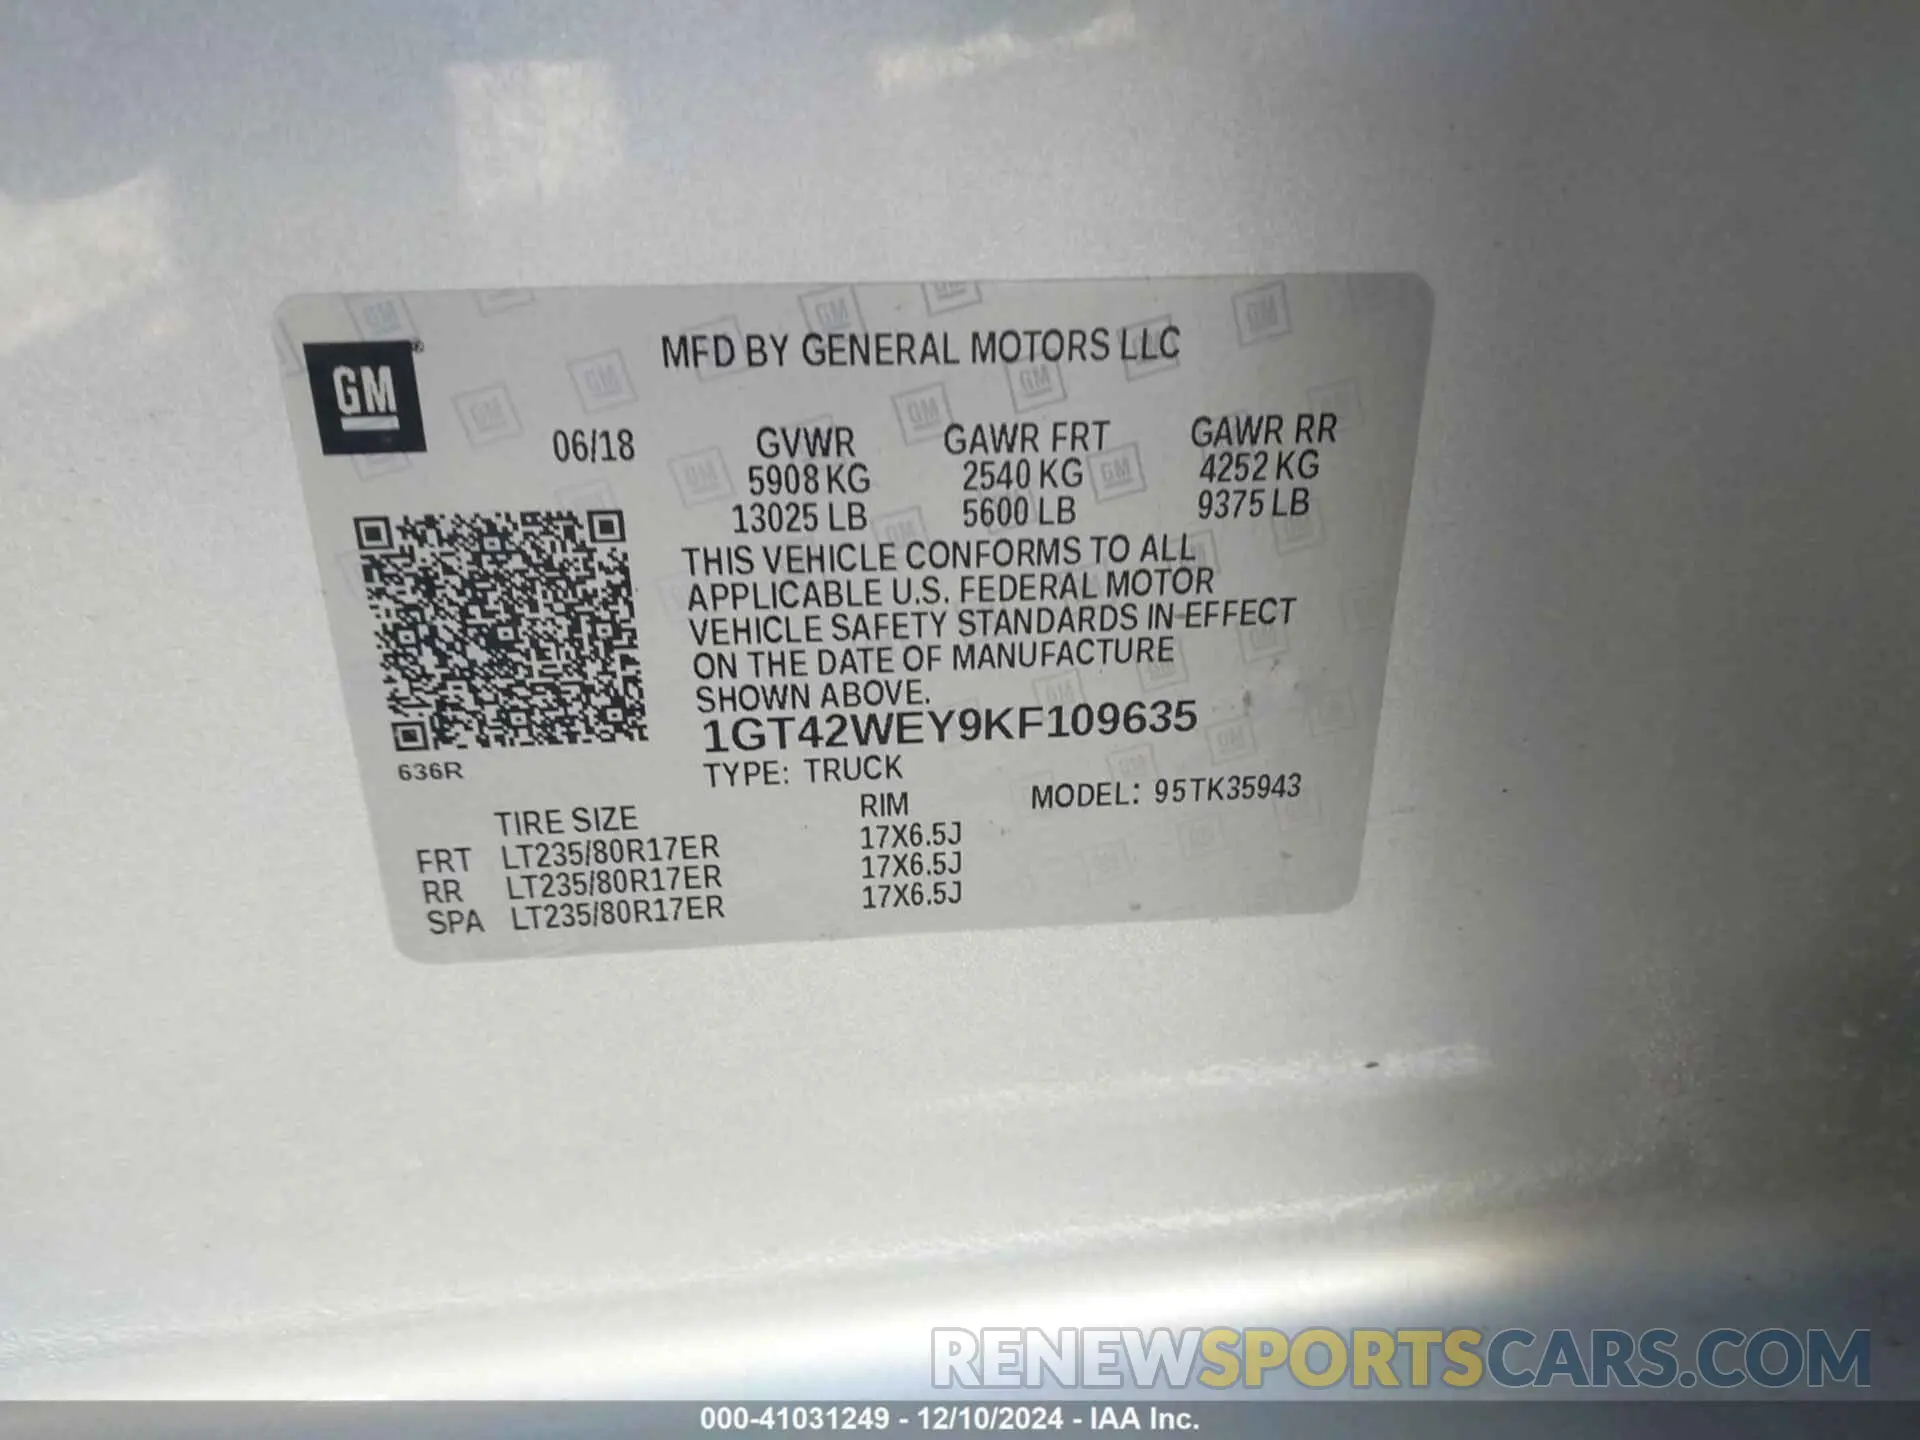 MFD BY GENERAL MOTORS LLC
GM®
06/18 GVWR GAWR FRT GAWR RR
5908 KG 2540 KG 4252 KG
13025 LB 5600 LB 9375 LB
THIS VEHICLE CONFORMS TO ALL
APPLICABLE U.S. FEDERAL MOTOR
VEHICLE SAFETY STANDARDS IN EFFECT
ON THE DATE OF MANUFACTURE
SHOWN ABOVE.
1GT42WEY9KF109635
636R
TYPE: TRUCK MODEL: 95TK35943
TIRE SIZE RIM
FRT LT235/80R17ER 17X6.5J
RR LT235/80R17ER 17X6.5J
SPA LT235/80R17ER 17X6.5J
RENEWSPORTSCARS.COM
000-41031249 - 12/10/2024 - IAA Inc.